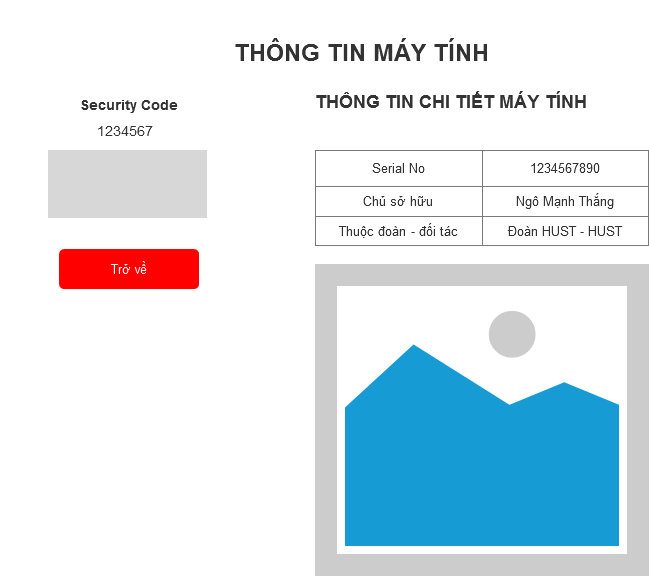 THÔNG TIN MÁY TÍNH
Security Code
1234567
Trở về
THÔNG TIN CHI TIẾT MÁY TÍNH
Serial No 1234567890
Chủ sở hữu Ngô Mạnh Thắng
Thuộc đoàn - đối tác Đoàn HUST - HUST